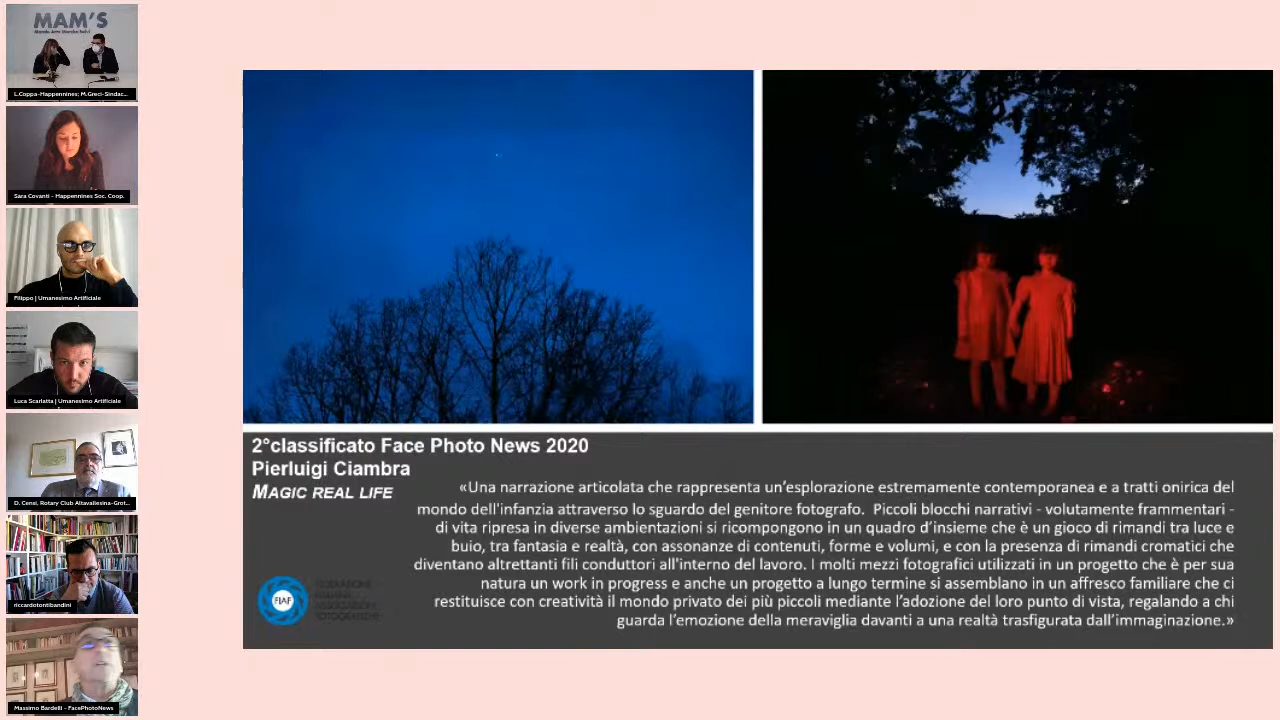 MAM'S
L.Coppa-Happennines; M.Greci-Sindac...
Sara Covanti - Happennines Soc. Coop.
Filippo | Umanesimo Artificiale
Luca Scarlatta | Umanesimo Artificiale
D. Censi, Rotary Club Altavallesina-Grot...
riccardotontibandini
Massimo Bardelli - FacePhotoNews
2°classificato Face Photo News 2020
Pierluigi Ciambra
MAGIC REAL LIFE
«Una narrazione articolata che rappresenta un'esplorazione estremamente contemporanea e a tratti onirica del
mondo dell'infanzia attraverso lo sguardo del genitore fotografo. Piccoli blocchi narrativi - volutamente frammentari -
di vita ripresa in diverse ambientazioni si ricompongono in un quadro d'insieme che è un gioco di rimandi tra luce e
buio, tra fantasia e realtà, con assonanze di contenuti, forme e volumi, e con la presenza di rimandi cromatici che
diventano altrettanti fili conduttori all'interno del lavoro. I molti mezzi fotografici utilizzati in un progetto che è per sua
natura un work in progress e anche un progetto a lungo termine si assemblano in un affresco familiare che ci
restituisce con creatività il mondo privato dei più piccoli mediante l'adozione del loro punto di vista, regalando a chi
guarda l'emozione della meraviglia davanti a una realtà trasfigurata dall'immaginazione.»
FIAF